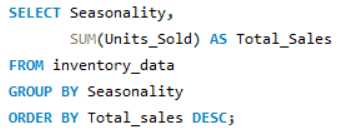 SELECT Seasonality,
       SUM(Units_Sold) AS Total_Sales
FROM inventory_data
GROUP BY Seasonality
ORDER BY Total_sales DESC;